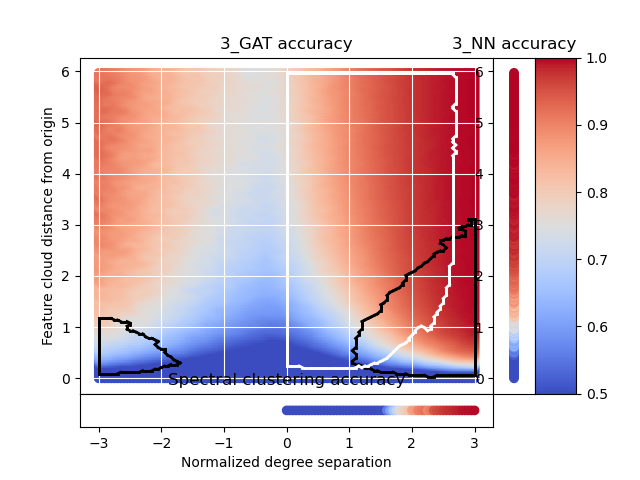 3_GAT accuracy 3_NN accuracy
6 6 1.0
5 5 0.9
4 4 0.8
3 3 0.7
2 2 0.6
1 1 0.5
0 0
Feature cloud distance from origin
Spectral clustering accuracy
−3 −2 −1 0 1 2 3
Normalized degree separation